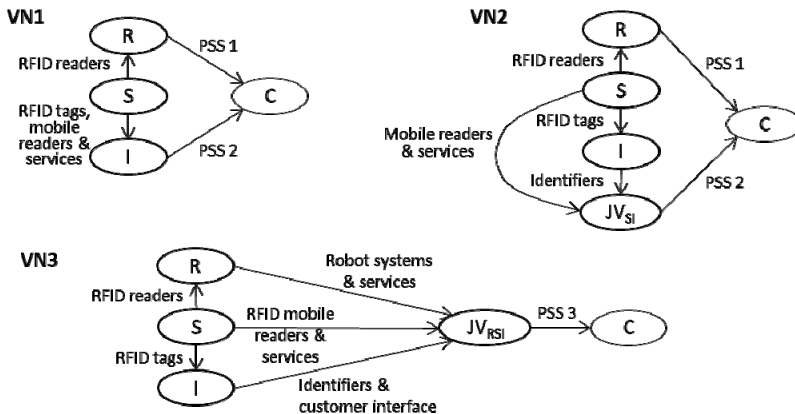 VN1
R
RFID readers
PSS 1
S
C
RFID tags,
mobile
readers &
services
I
PSS 2
VN2
R
RFID readers
PSS 1
S
RFID tags
C
Mobile readers
& services
I
Identifiers
PSS 2
JVSI
VN3
R
Robot systems
& services
RFID readers
S
RFID mobile
readers &
services
JVRSI
PSS 3
C
RFID tags
I
Identifiers &
customer interface